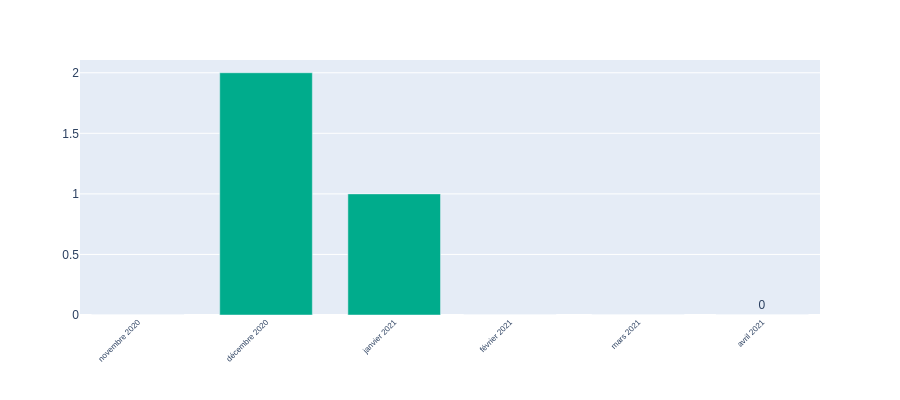 2
1.5
1
0.5
0
0
novembre 2020
décembre 2020
janvier 2021
février 2021
mars 2021
avril 2021